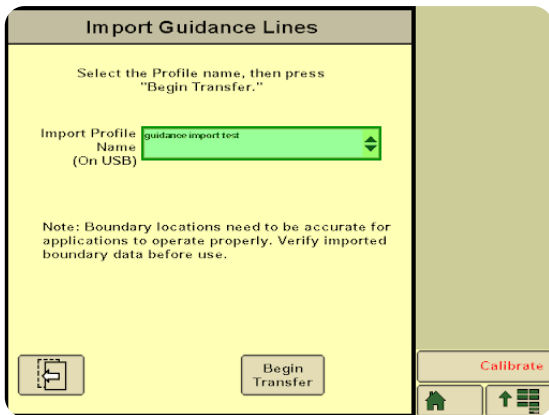 Import Guidance Lines
Select the Profile name, then press
"Begin Transfer."
Import Profile
Name
(On USB)
guidance import test
Note: Boundary locations need to be accurate for
applications to operate properly. Verify imported
boundary data before use.
Begin
Transfer
Calibrate